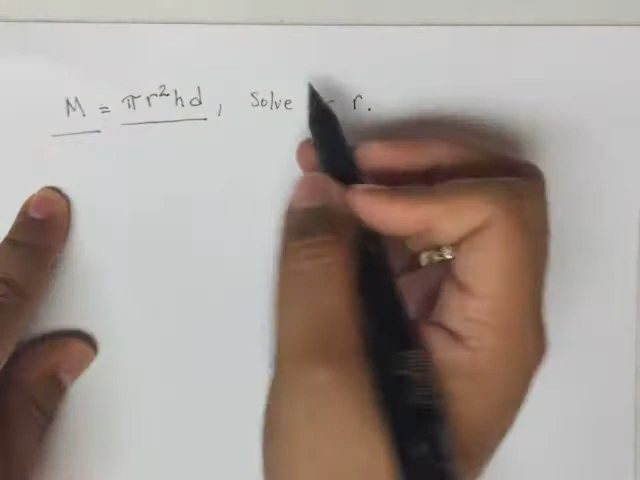 M = πr²hd, Solve r.